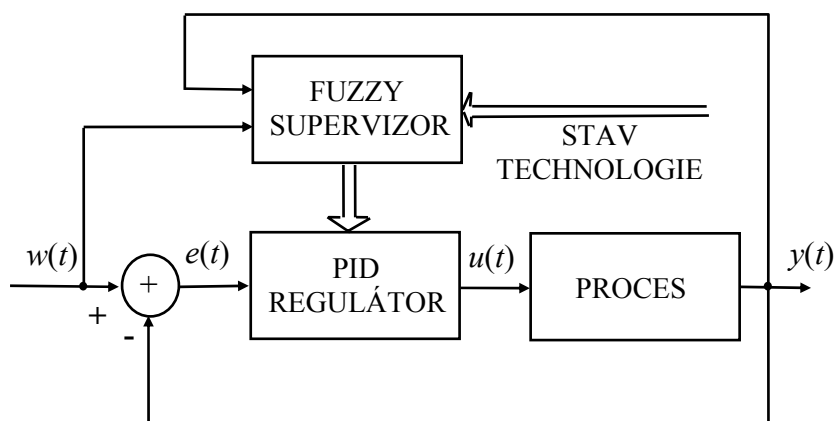 FUZZY
SUPERVIZOR
STAV
TECHNOLOGIE
w(t)
e(t)
PID
REGULÁTOR
u(t)
PROCES
y(t)
+
+
-